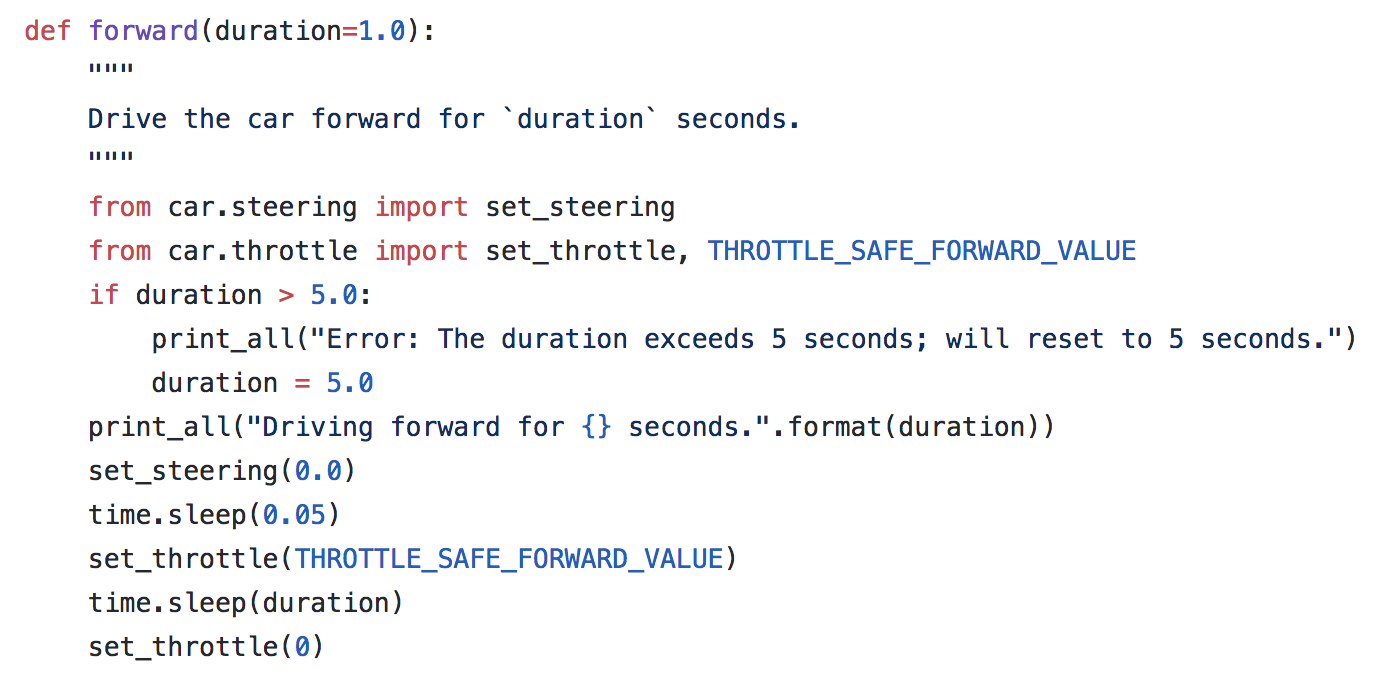 def forward(duration=1.0):
    """
    Drive the car forward for `duration` seconds.
    """
    from car.steering import set_steering
    from car.throttle import set_throttle, THROTTLE_SAFE_FORWARD_VALUE
    if duration > 5.0:
        print_all("Error: The duration exceeds 5 seconds; will reset to 5 seconds.")
        duration = 5.0
    print_all("Driving forward for {} seconds.".format(duration))
    set_steering(0.0)
    time.sleep(0.05)
    set_throttle(THROTTLE_SAFE_FORWARD_VALUE)
    time.sleep(duration)
    set_throttle(0)